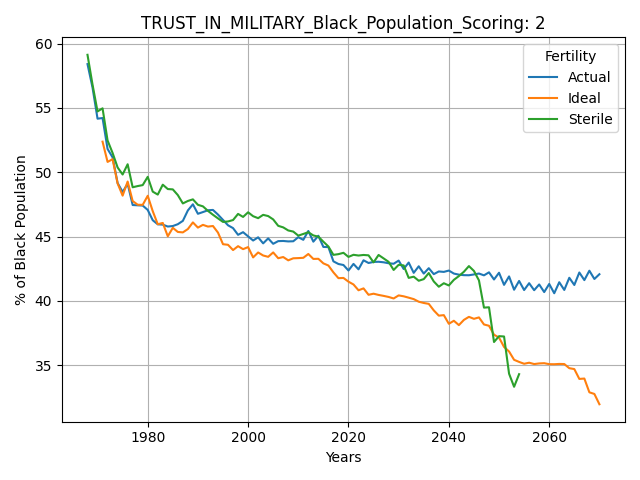 TRUST_IN_MILITARY_Black_Population_Scoring: 2
Fertility
Actual
Ideal
Sterile
% of Black Population
60
55
50
45
40
35
1980
2000
2020
2040
2060
Years